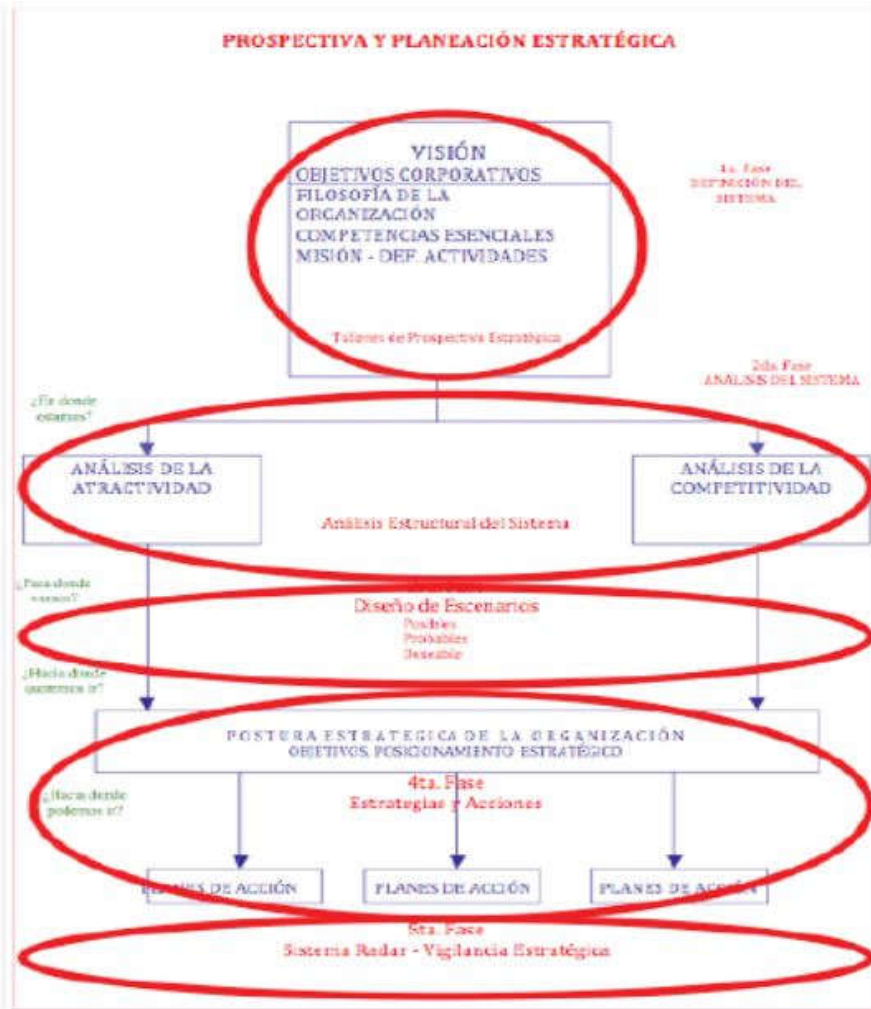 PROSPECTIVA Y PLANEACIÓN ESTRATÉGICA
VISIÓN
OBJETIVOS CORPORATIVOS
FILOSOFÍA DE LA
ORGANIZACIÓN
COMPETENCIAS ESENCIALES
MISIÓN - DEF. ACTIVIDADES
Talleres de Prospectiva Estratégica
1a. Fase
DEFINICIÓN DEL
SISTEMA
2da. Fase
ANÁLISIS DEL SISTEMA
¿En donde
estamos?
ANÁLISIS DE LA
ATRACTIVIDAD
ANÁLISIS DE LA
COMPETITIVIDAD
Análisis Estructural del Sistema
¿Para donde
vamos?
Diseño de Escenarios
Posibles
Probables
Deseable
¿Hacia donde
queremos ir?
POSTURA ESTRATEGICA DE LA ORGANIZACIÓN
OBJETIVOS, POSICIONAMIENTO ESTRATÉGICO
4ta. Fase
Estrategias y Acciones
¿Hacia donde
podemos ir?
PLANES DE ACCIÓN
PLANES DE ACCIÓN
PLANES DE ACCIÓN
5ta. Fase
Sistema Radar - Vigilancia Estratégica